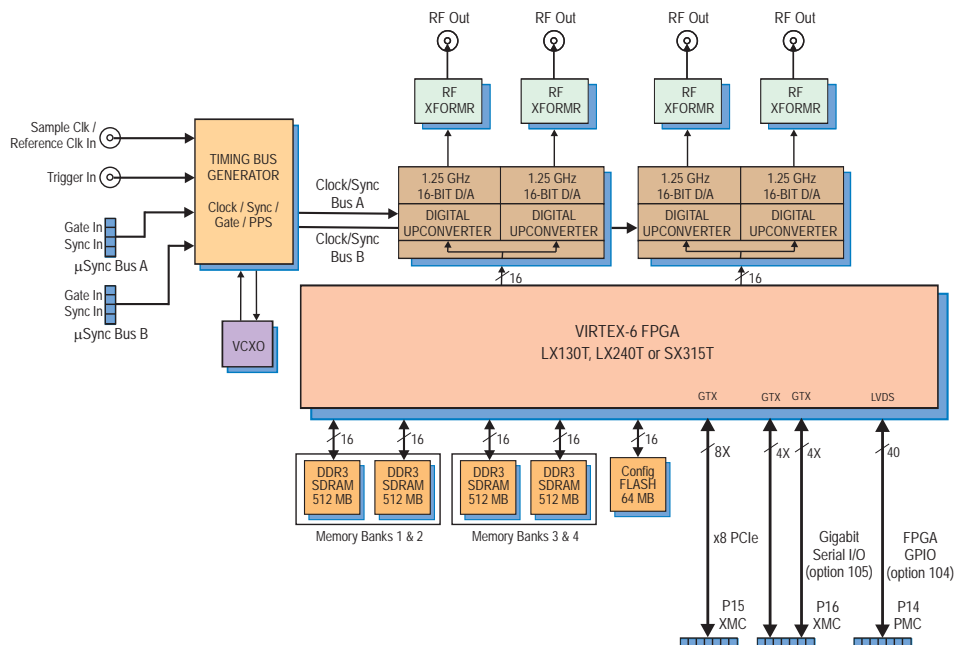 RF Out
RF Out
RF Out
RF Out
RF
XFORMR
RF
XFORMR
RF
XFORMR
RF
XFORMR
Sample Clk /
Reference Clk In
Trigger In
Gate In
Sync In
μSync Bus A
Gate In
Sync In
μSync Bus B
TIMING BUS
GENERATOR
Clock / Sync /
Gate / PPS
VCXO
Clock/Sync
Bus A
Clock/Sync
Bus B
1.25 GHz
16-BIT D/A
DIGITAL
UPCONVERTER
1.25 GHz
16-BIT D/A
DIGITAL
UPCONVERTER
1.25 GHz
16-BIT D/A
DIGITAL
UPCONVERTER
1.25 GHz
16-BIT D/A
DIGITAL
UPCONVERTER
16
16
VIRTEX-6 FPGA
LX130T, LX240T or SX315T
GTX
GTX
GTX
LVDS
16
16
16
16
16
8X
4X
4X
40
DDR3
SDRAM
512 MB
DDR3
SDRAM
512 MB
DDR3
SDRAM
512 MB
DDR3
SDRAM
512 MB
Config
FLASH
64 MB
Memory Banks 1 & 2
Memory Banks 3 & 4
x8 PCIe
Gigabit
Serial I/O
(option 105)
FPGA
GPIO
(option 104)
P15
XMC
P16
XMC
P14
PMC